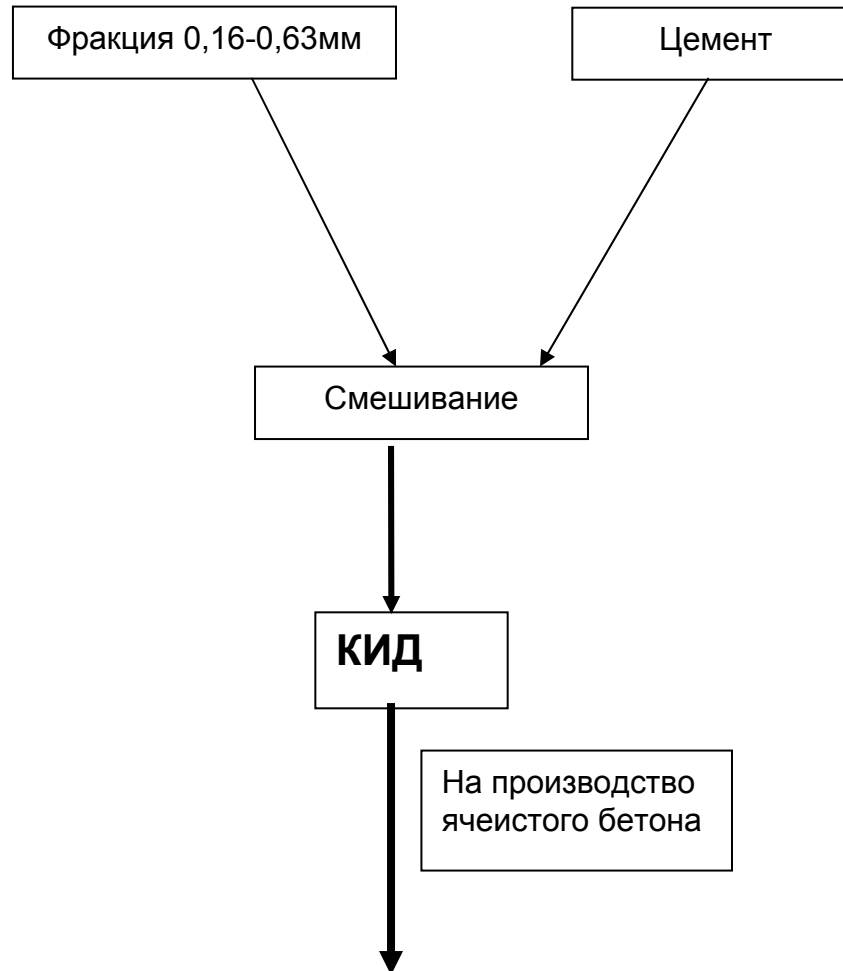 Фракция 0,16-0,63мм
Цемент
Смешивание
КИД
На производство
ячеистого бетона